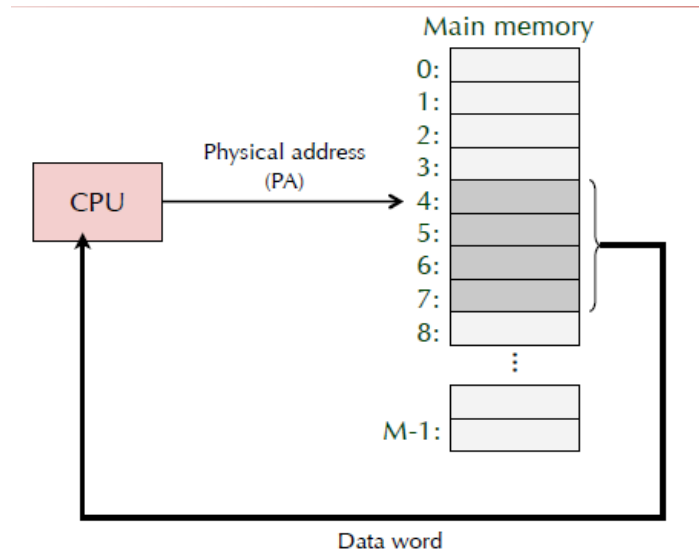 Main memory
0:
1:
2:
3:
4:
5:
6:
7:
8:
⋮
M-1:
Physical address
(PA)
CPU
Data word